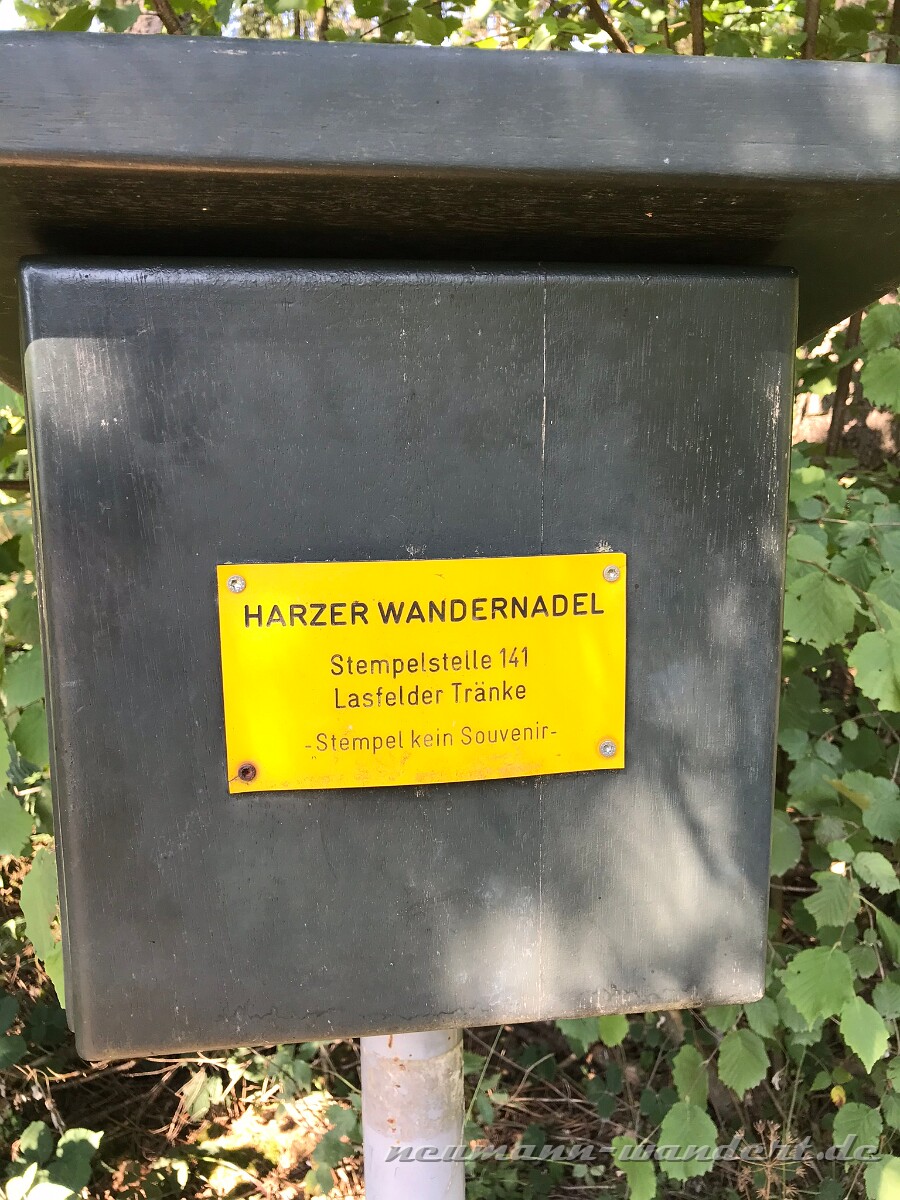 HARZER WANDERNADEL
Stempelstelle 141
Lasfelder Tränke
-Stempel kein Souvenir-
neumann-wandert.de